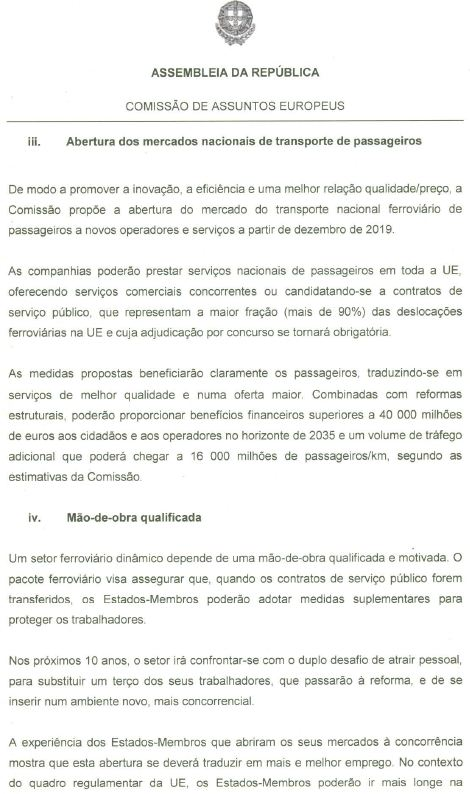 ASSEMBLEIA DA REPÚBLICA
COMISSÃO DE ASSUNTOS EUROPEUS
iii. Abertura dos mercados nacionais de transporte de passageiros
De modo a promover a inovação, a eficiência e uma melhor relação qualidade/preço, a
Comissão propõe a abertura do mercado do transporte nacional ferroviário de
passageiros a novos operadores e serviços a partir de dezembro de 2019.
As companhias poderão prestar serviços nacionais de passageiros em toda a UE,
oferecendo serviços comerciais concorrentes ou candidatando-se a contratos de
serviço público, que representam a maior fração (mais de 90%) das deslocações
ferroviárias na UE e cuja adjudicação por concurso se tornará obrigatória.
As medidas propostas beneficiarão claramente os passageiros, traduzindo-se em
serviços de melhor qualidade e numa oferta maior. Combinadas com reformas
estruturais, poderão proporcionar benefícios financeiros superiores a 40 000 milhões
de euros aos cidadãos e aos operadores no horizonte de 2035 e um volume de tráfego
adicional que poderá chegar a 16 000 milhões de passageiros/km, segundo as
estimativas da Comissão.
iv. Mão-de-obra qualificada
Um setor ferroviário dinâmico depende de uma mão-de-obra qualificada e motivada. O
pacote ferroviário visa assegurar que, quando os contratos de serviço público forem
transferidos, os Estados-Membros poderão adotar medidas suplementares para
proteger os trabalhadores.
Nos próximos 10 anos, o setor irá confrontar-se com o duplo desafio de atrair pessoal,
para substituir um terço dos seus trabalhadores, que passarão à reforma, e de se
inserir num ambiente novo, mais concorrencial.
A experiência dos Estados-Membros que abriram os seus mercados à concorrência
mostra que esta abertura se deverá traduzir em mais e melhor emprego. No contexto
do quadro regulamentar da UE, os Estados-Membros poderão ir mais longe na